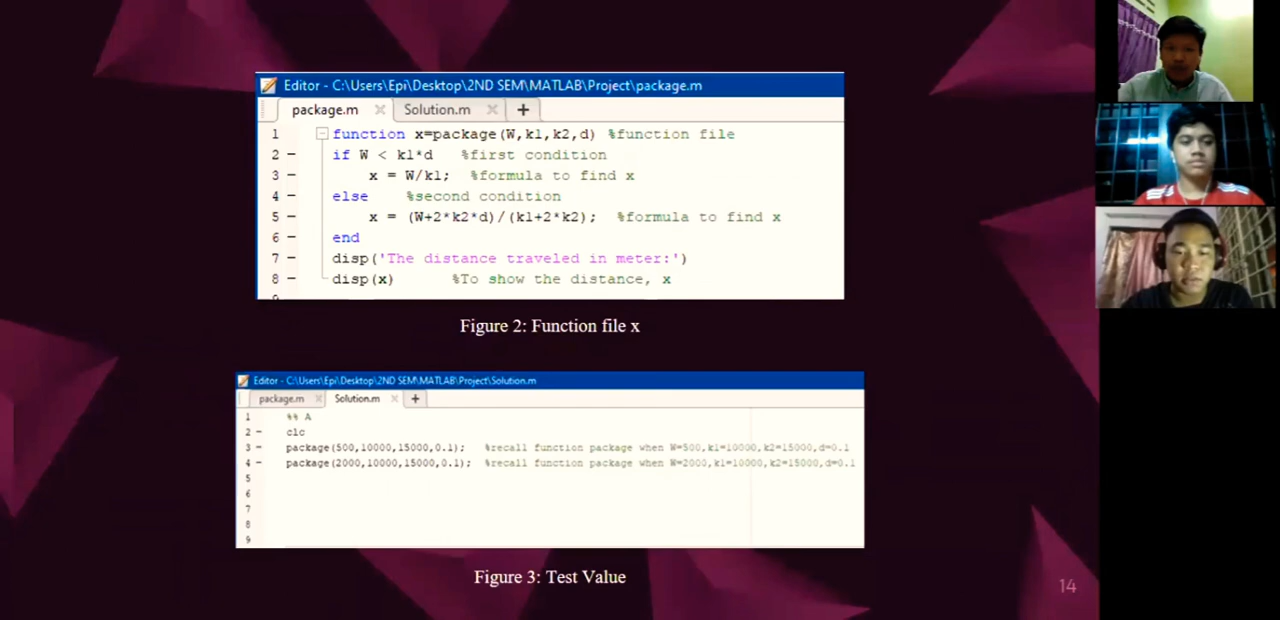 Editor - C:\Users\Epi\Desktop\2ND SEM\MATLAB\Project\package.m
package.m × Solution.m × +
1 function x=package(W,k1,k2,d) %function file
2 – if W < k1*d %first condition
3 – x = W/k1; %formula to find x
4 – else %second condition
5 – x = (W+2*k2*d)/(k1+2*k2); %formula to find x
6 – end
7 – disp('The distance traveled in meter:')
8 – disp(x) %To show the distance, x
9
Figure 2: Function file x
Editor - C:\Users\Epi\Desktop\2ND SEM\MATLAB\Project\Solution.m
package.m × Solution.m × +
1 %% A
2 – clc
3 – package(500,10000,15000,0.1); %recall function package when W=500,k1=10000,k2=15000,d=0.1
4 – package(2000,10000,15000,0.1); %recall function package when W=2000,k1=10000,k2=15000,d=0.1
5
6
7
8
9
Figure 3: Test Value
14